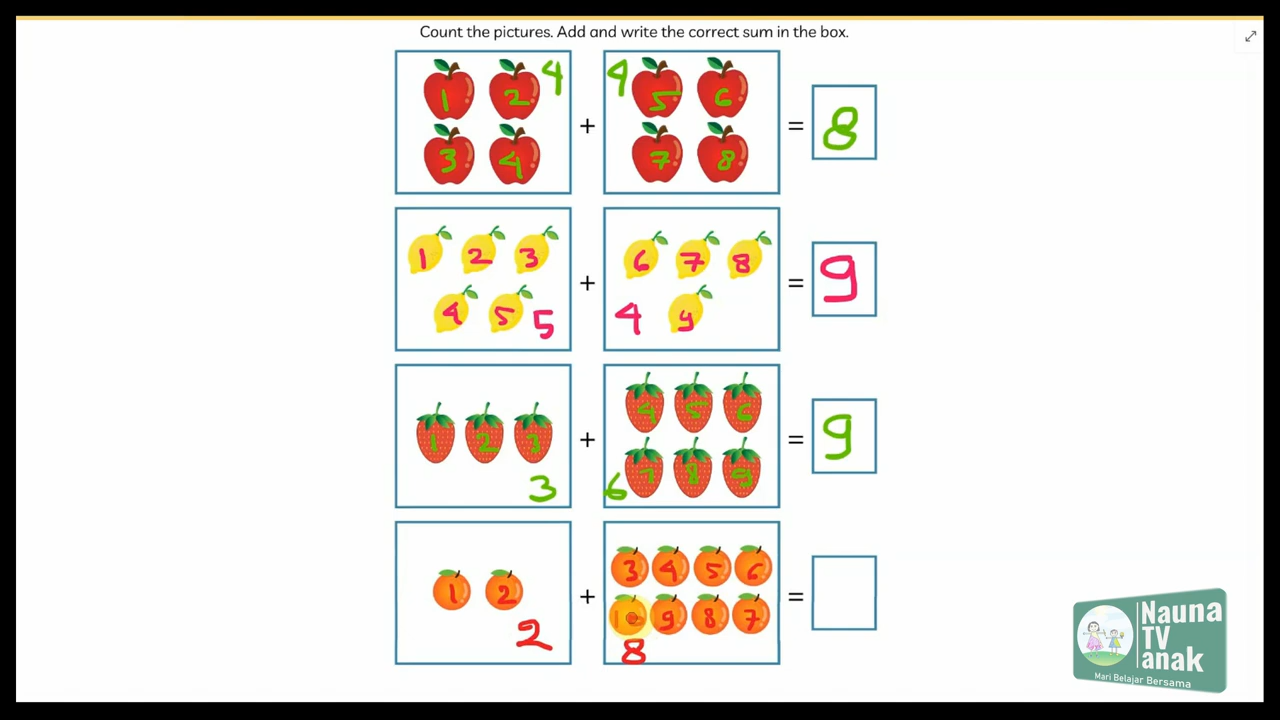 Count the pictures. Add and write the correct sum in the box.
1 2 4 + 4 5 6 = 8
3 4 7 8
1 2 3 + 6 7 8 = 9
4 5 5 4 9
1 2 3 + 4 5 6 = 9
3 6 7 8 9
1 2 + 3 4 5 6 =
2 10 9 8 7
8
Nauna
TV
anak
Mari Belajar Bersama